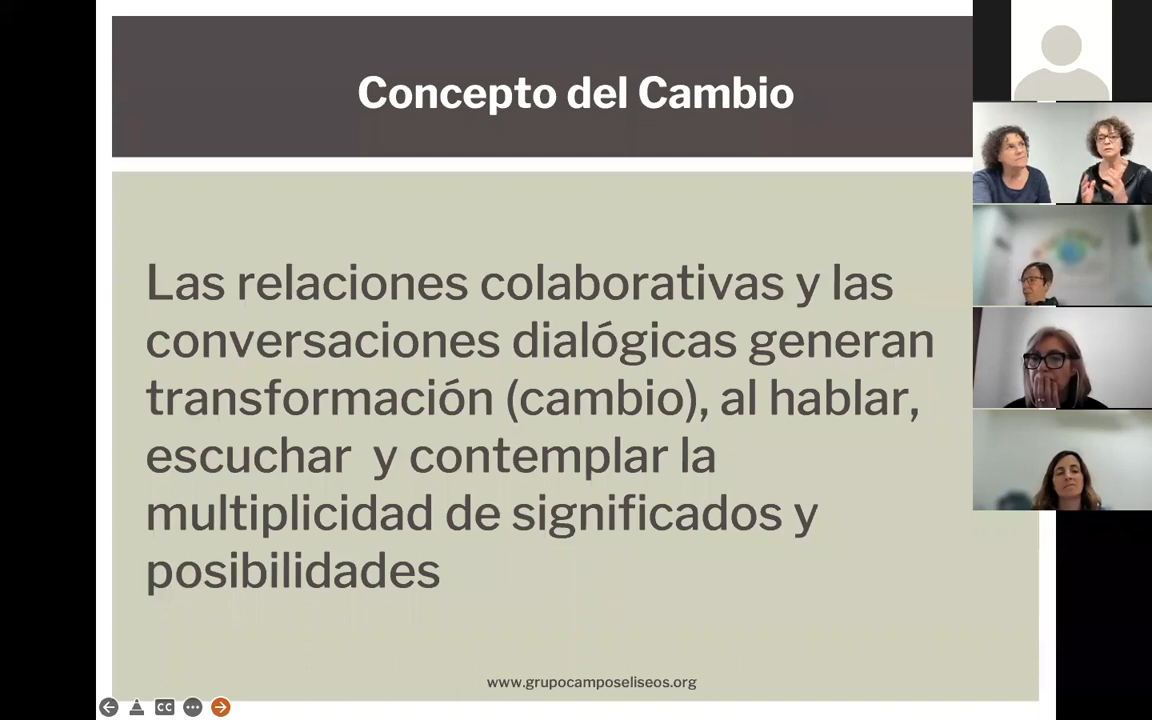 Concepto del Cambio
Las relaciones colaborativas y las
conversaciones dialógicas generan
transformación (cambio), al hablar,
escuchar y contemplar la
multiplicidad de significados y
posibilidades
www.grupocamposeliseos.org
CC